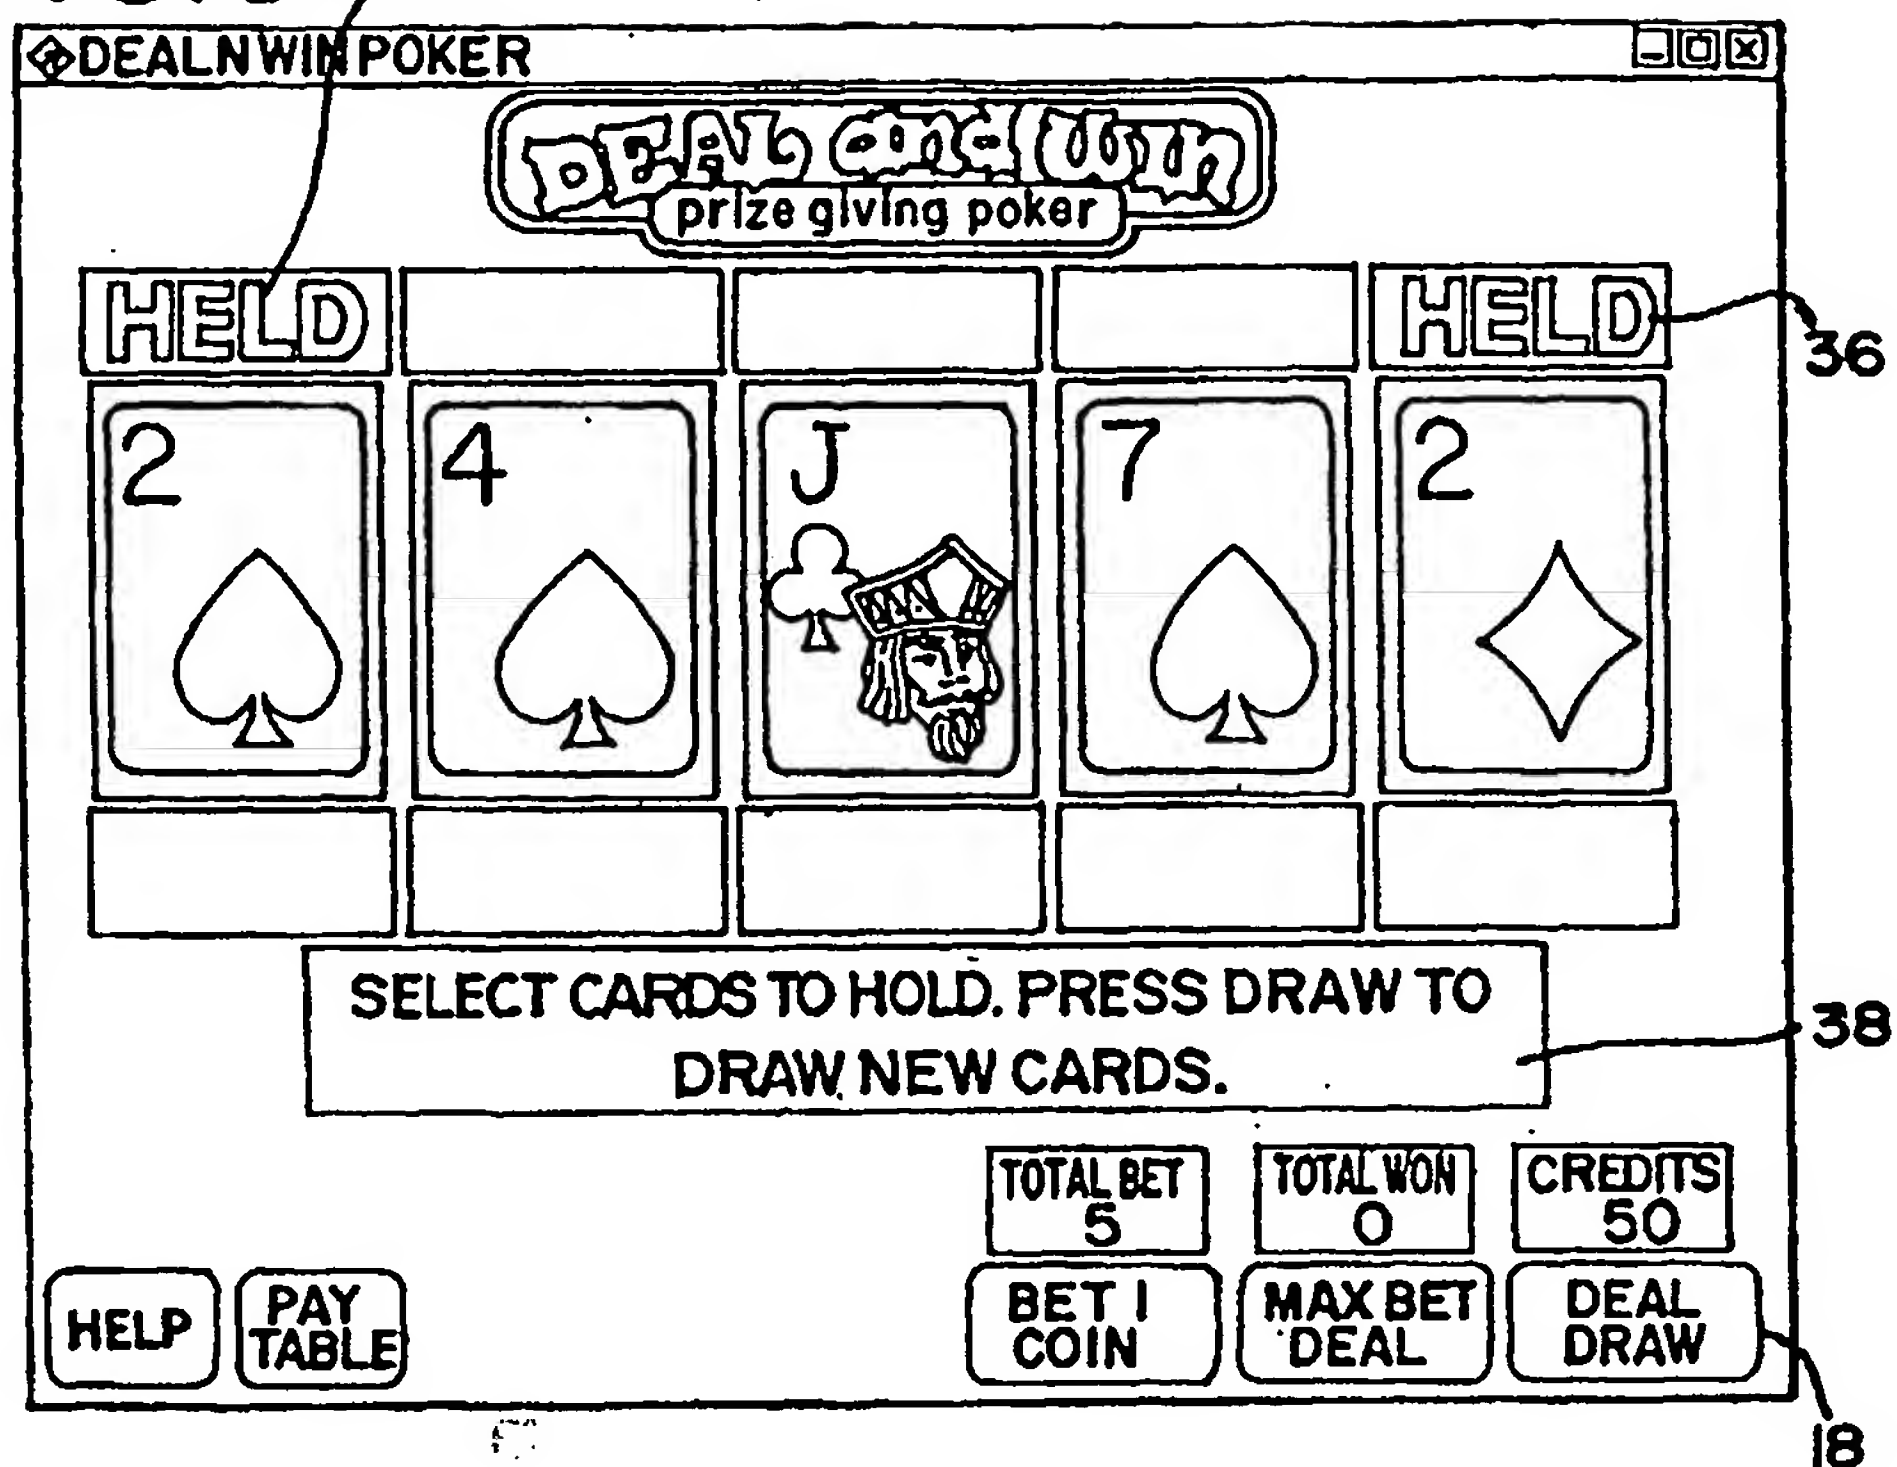 DEALNWINPOKER
DEAL and Win
prize giving poker
HELD HELD
36
2 4 J 7 2
SELECT CARDS TO HOLD. PRESS DRAW TO
DRAW NEW CARDS.
38
TOTAL BET TOTAL WON CREDITS
5 0 50
HELP PAY TABLE BET 1 COIN MAX BET DEAL DEAL DRAW
18